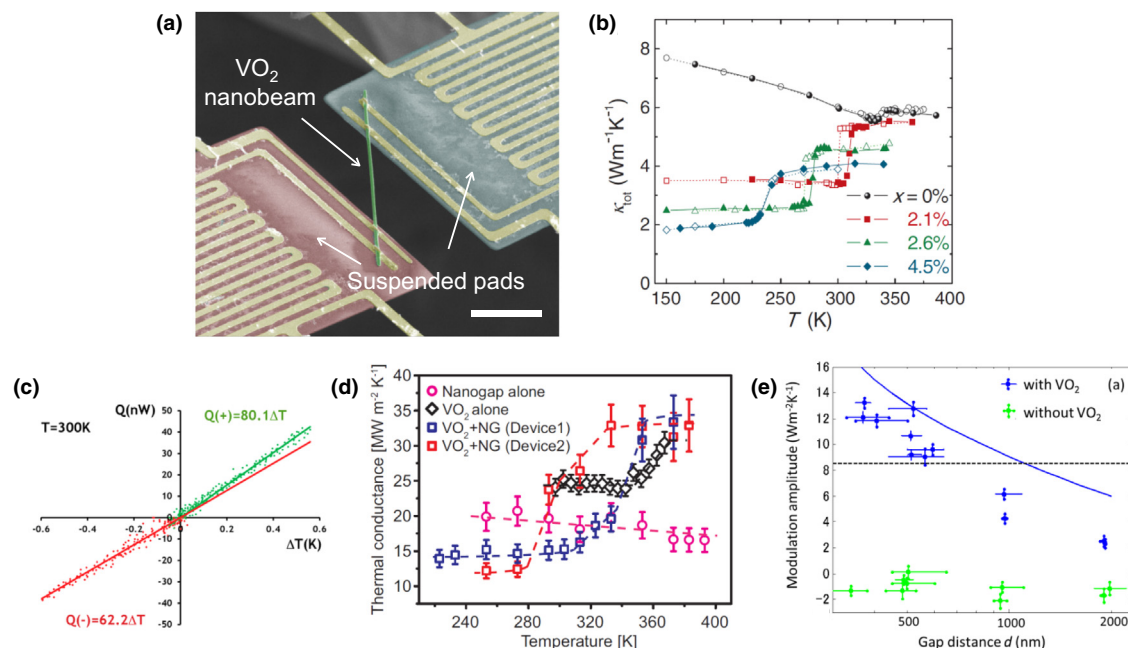 (a)
VO2
nanobeam
Suspended pads
(b)
κtot (Wm-1K-1)
8
6
4
2
0
x = 0%
2.1%
2.6%
4.5%
150 200 250 300 350 400
T (K)
(c)
Q(nW)
T=300K
Q(+)=80.1ΔT
50
40
30
20
10
0
-0.6 -0.4 -0.2 0 0.2 0.4 0.6
ΔT(K)
-10
-20
-30
-40
-50
Q(-)=62.2ΔT
(d)
Thermal conductance [MW m-2 K-1]
45
40
35
30
25
20
15
10
Nanogap alone
VO2 alone
VO2+NG (Device1)
VO2+NG (Device2)
240 280 320 360 400
Temperature [K]
(e)
(a)
Modulation amplitude (Wm-2K-1)
16
14
12
10
8
6
4
2
0
-2
with VO2
without VO2
500 1000 2000
Gap distance d (nm)